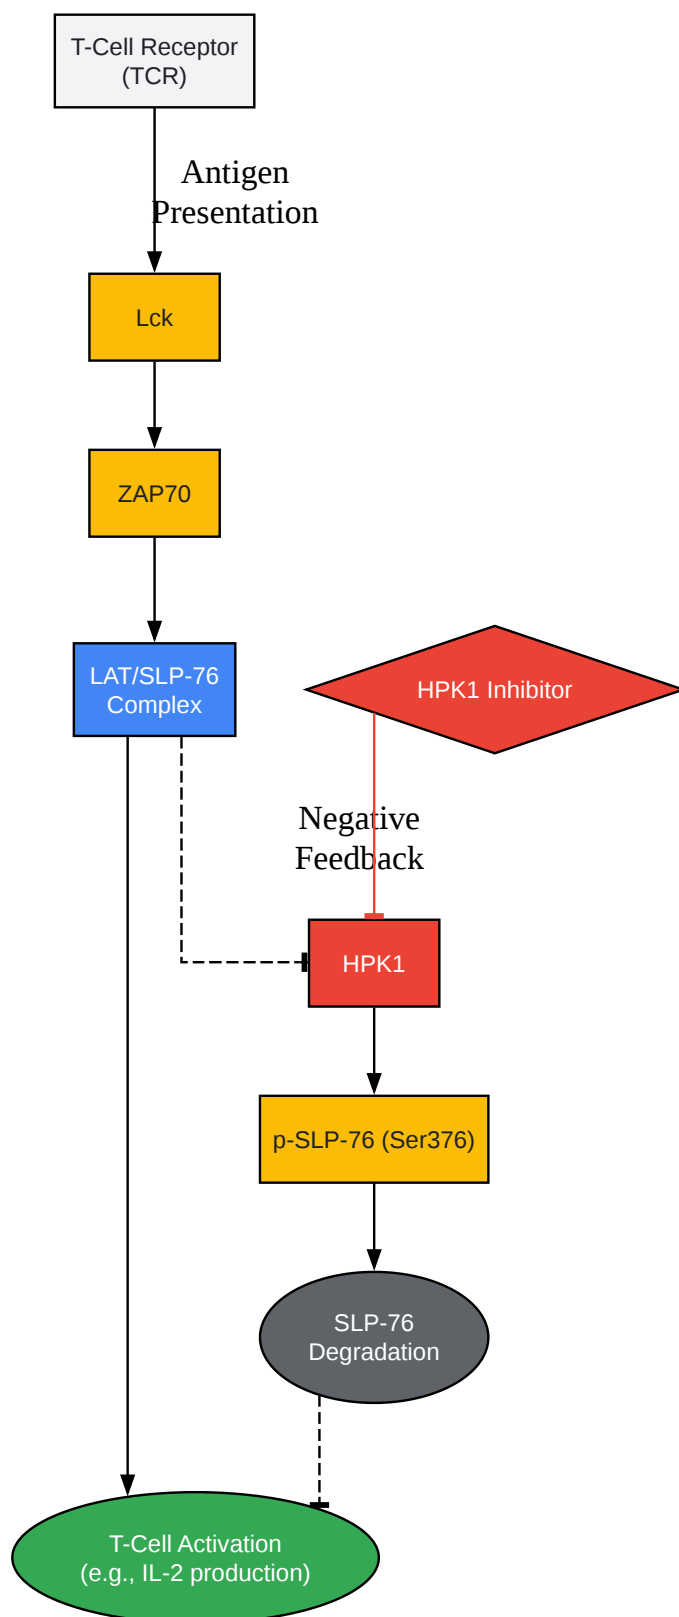 T-Cell Receptor
(TCR)
Antigen
Presentation
Lck
ZAP70
LAT/SLP-76
Complex
HPK1 Inhibitor
Negative
Feedback
HPK1
p-SLP-76 (Ser376)
SLP-76
Degradation
T-Cell Activation
(e.g., IL-2 production)